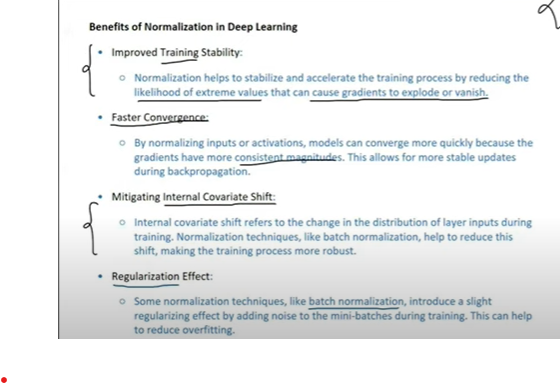 Benefits of Normalization in Deep Learning
• Improved Training Stability:
o Normalization helps to stabilize and accelerate the training process by reducing the
likelihood of extreme values that can cause gradients to explode or vanish.
• Faster Convergence:
o By normalizing inputs or activations, models can converge more quickly because the
gradients have more consistent magnitudes. This allows for more stable updates
during backpropagation.
• Mitigating Internal Covariate Shift:
o Internal covariate shift refers to the change in the distribution of layer inputs during
training. Normalization techniques, like batch normalization, help to reduce this
shift, making the training process more robust.
• Regularization Effect:
o Some normalization techniques, like batch normalization, introduce a slight
regularizing effect by adding noise to the mini-batches during training. This can help
to reduce overfitting.